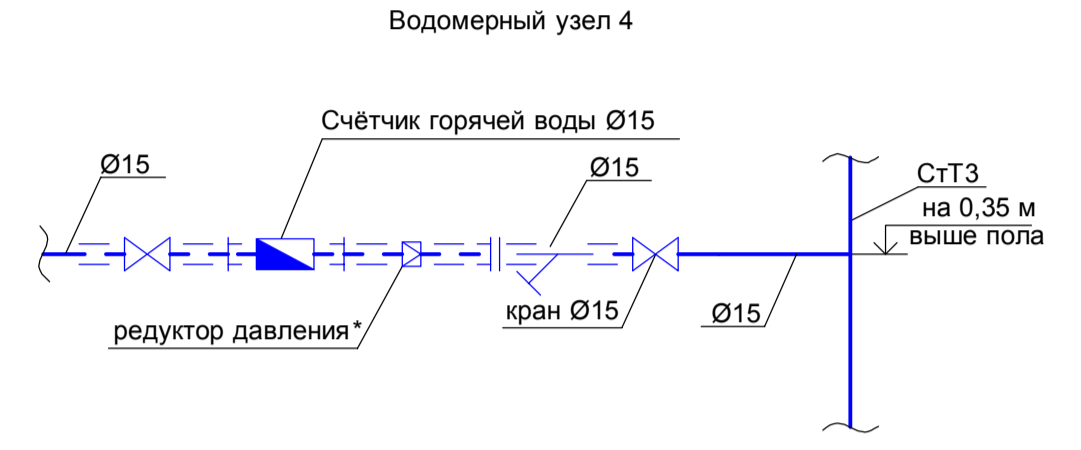 Водомерный узел 4
Счётчик горячей воды Ø15
Ø15
Ø15
СтТ3
на 0,35 м
выше пола
кран Ø15
Ø15
редуктор давления*